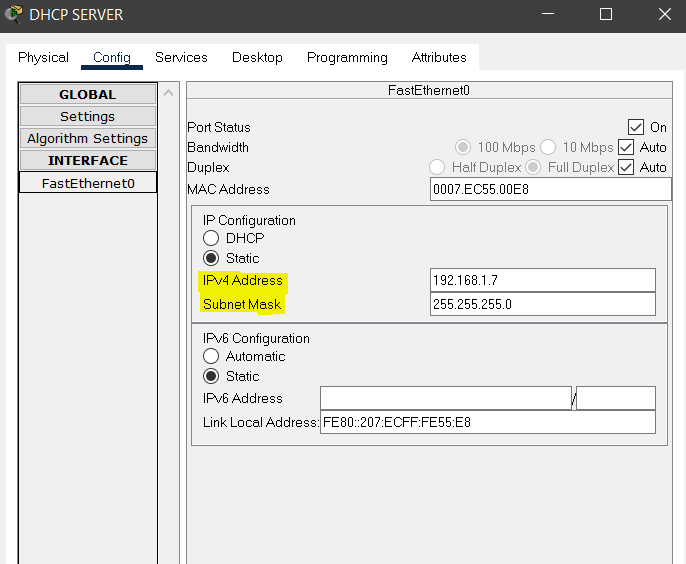 DHCP SERVER
Physical Config Services Desktop Programming Attributes
GLOBAL
Settings
Algorithm Settings
INTERFACE
FastEthernet0
FastEthernet0
Port Status On
Bandwidth 100 Mbps 10 Mbps Auto
Duplex Half Duplex Full Duplex Auto
MAC Address 0007.EC55.00E8
IP Configuration
DHCP
Static
IPv4 Address 192.168.1.7
Subnet Mask 255.255.255.0
IPv6 Configuration
Automatic
Static
IPv6 Address /
Link Local Address: FE80::207:ECFF:FE55:E8